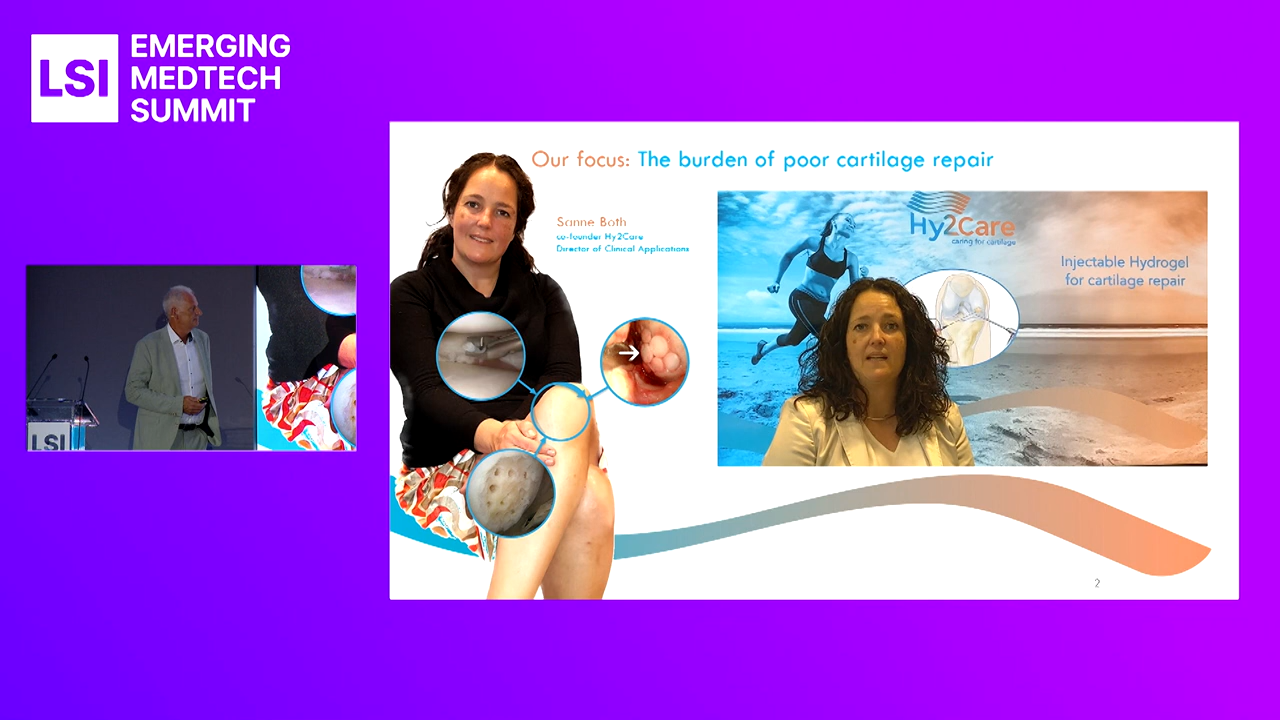 LSI
EMERGING
MEDTECH
SUMMIT
Our focus: The burden of poor cartilage repair
Sanne Both
co-founder Hy2Care
Director of Clinical Applications
Hy2Care
caring for cartilage
Injectable Hydrogel
for cartilage repair
LSI
2